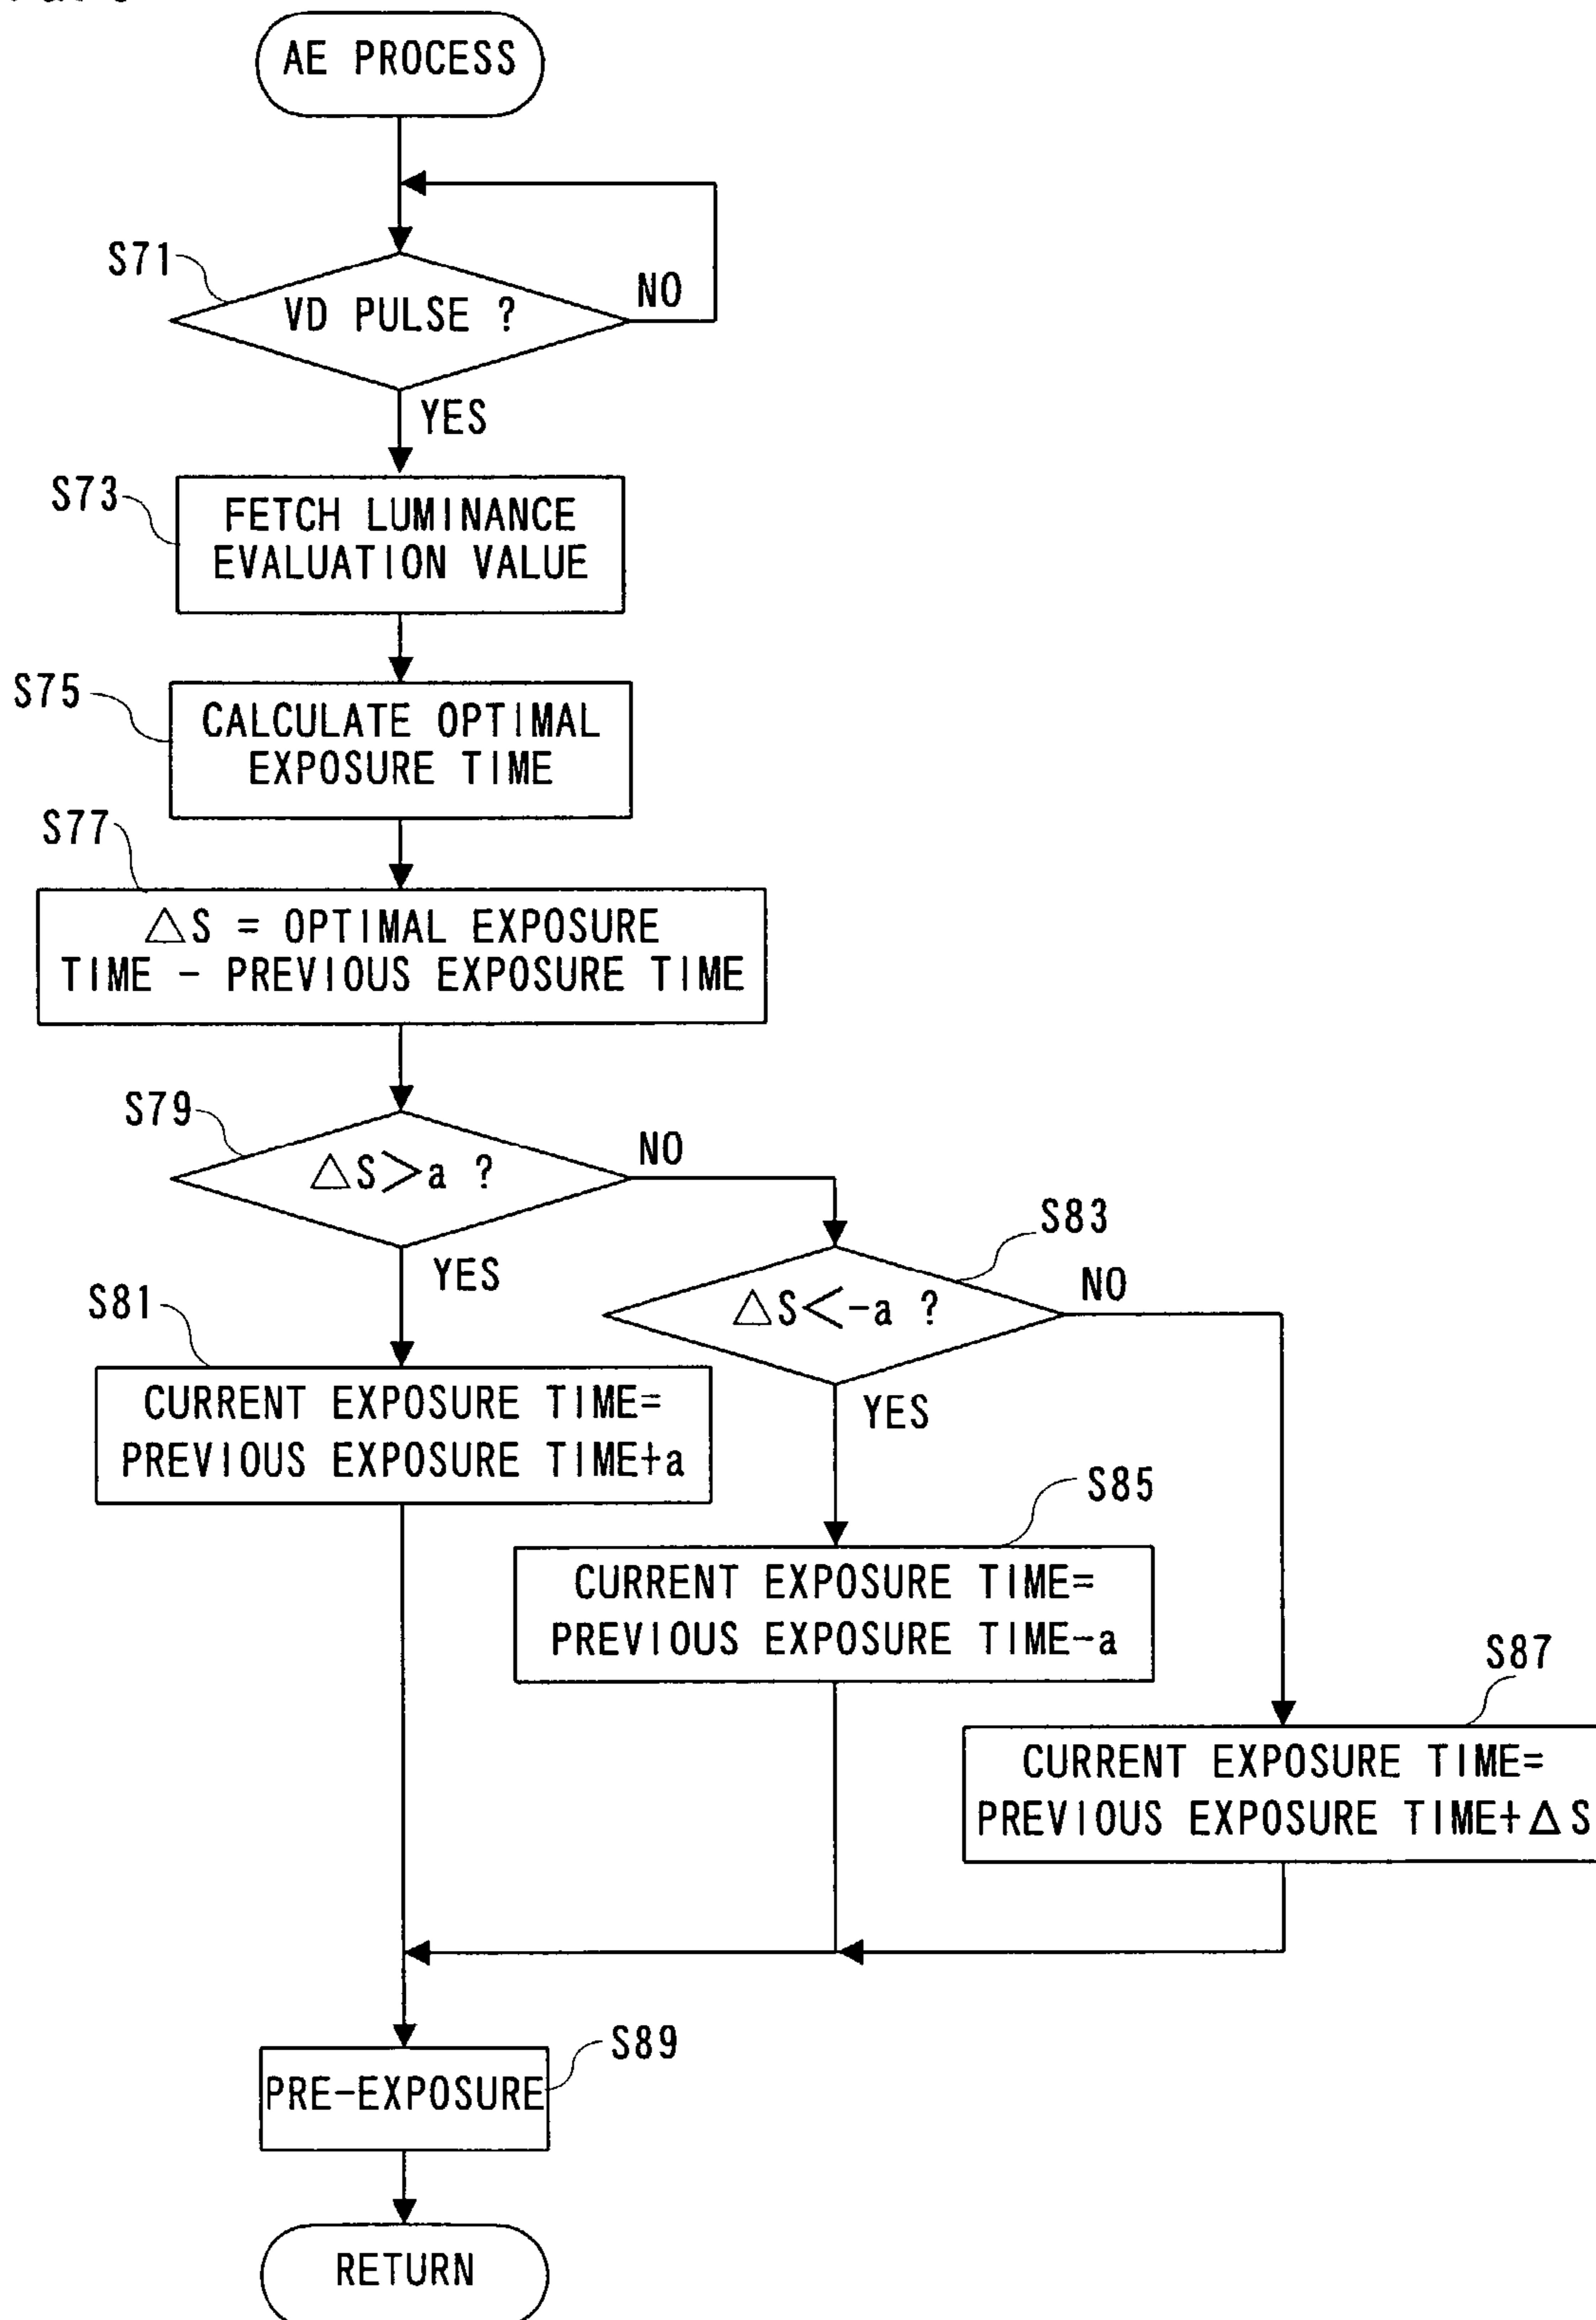 AE PROCESS
S71
VD PULSE ?
NO
YES
S73
FETCH LUMINANCE
EVALUATION VALUE
S75
CALCULATE OPTIMAL
EXPOSURE TIME
S77
△S = OPTIMAL EXPOSURE
TIME - PREVIOUS EXPOSURE TIME
S79
△S>a ?
NO
YES
S83
△S<-a ?
NO
YES
S81
CURRENT EXPOSURE TIME=
PREVIOUS EXPOSURE TIME+a
S85
CURRENT EXPOSURE TIME=
PREVIOUS EXPOSURE TIME-a
S87
CURRENT EXPOSURE TIME=
PREVIOUS EXPOSURE TIME+△S
S89
PRE-EXPOSURE
RETURN